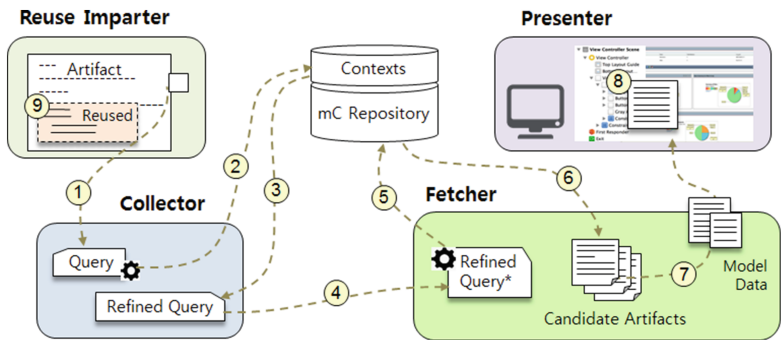 Reuse Imparter
Presenter
Artifact
Reused
9
Contexts
mC Repository
View Controller Scene
View Controller
Top Layout Guide
8
First Responder
Exit
1
2
3
5
6
Collector
Fetcher
Query
Refined Query
4
Refined
Query*
7
Model
Data
Candidate Artifacts